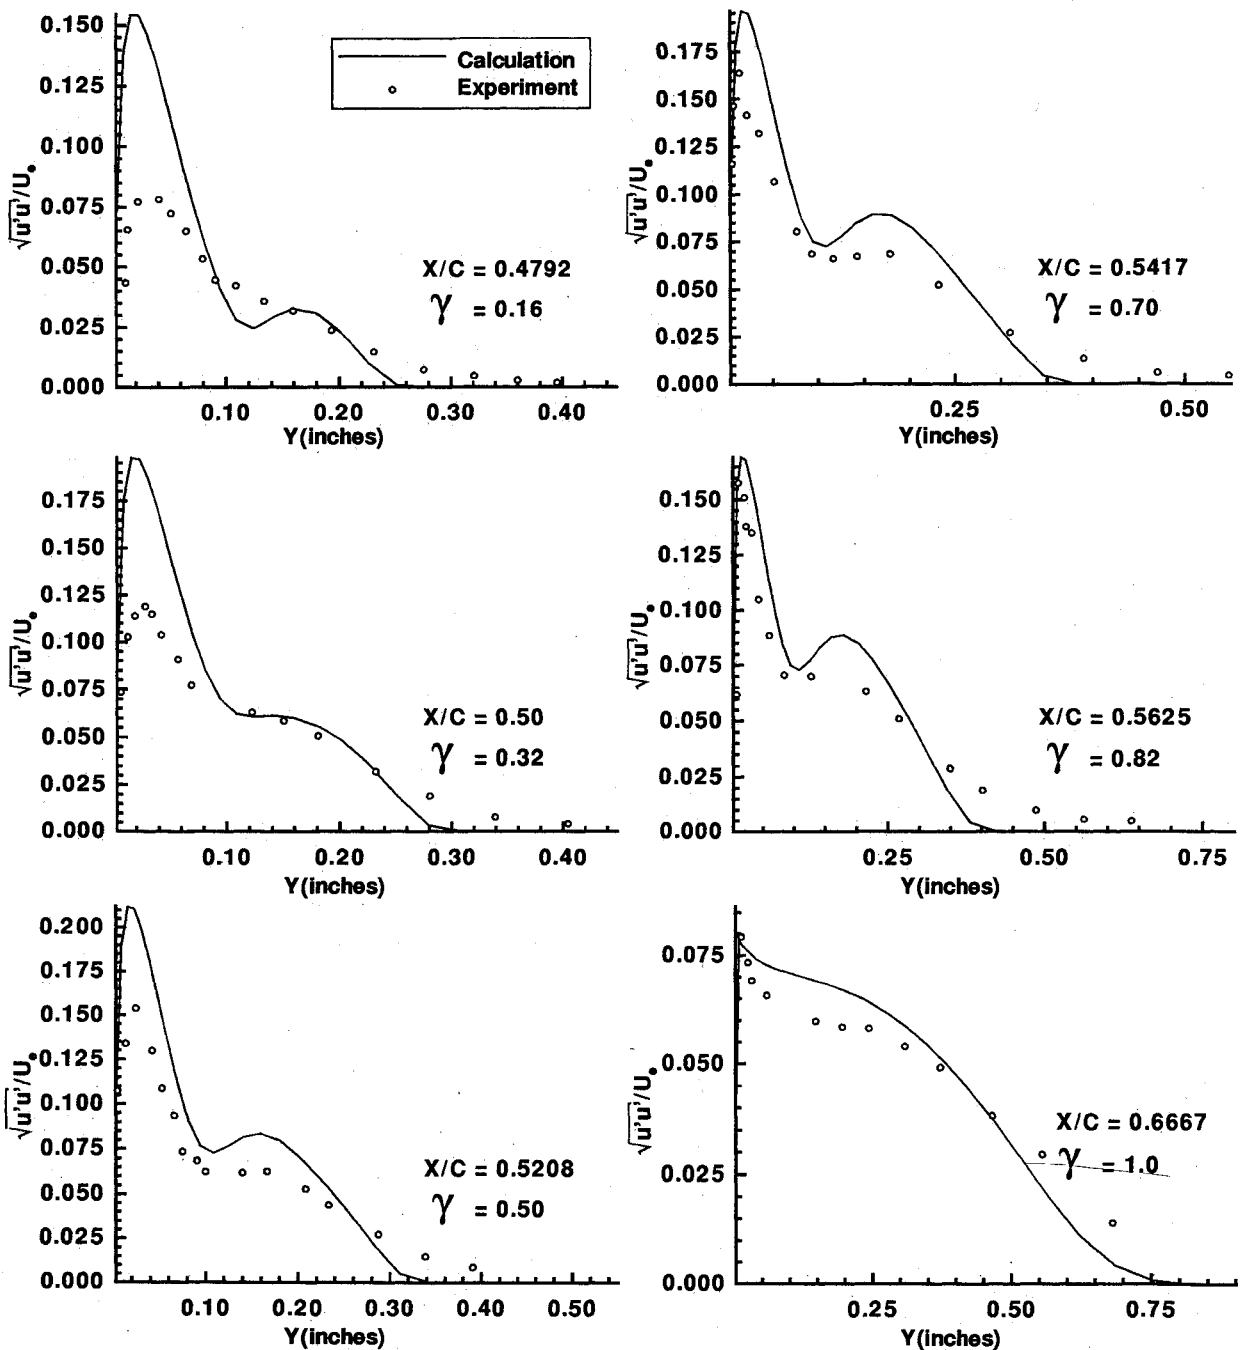 0.150
0.125
0.100
0.075
0.050
0.025
0.000
√u'u'/Uₑ
Calculation
Experiment
X/C = 0.4792
γ = 0.16
0.10 0.20 0.30 0.40
Y(inches)
0.175
0.150
0.125
0.100
0.075
0.050
0.025
0.000
√u'u'/Uₑ
X/C = 0.5417
γ = 0.70
0.25 0.50
Y(inches)
0.175
0.150
0.125
0.100
0.075
0.050
0.025
0.000
√u'u'/Uₑ
X/C = 0.50
γ = 0.32
0.10 0.20 0.30 0.40
Y(inches)
0.150
0.125
0.100
0.075
0.050
0.025
0.000
√u'u'/Uₑ
X/C = 0.5625
γ = 0.82
0.25 0.50 0.75
Y(inches)
0.200
0.175
0.150
0.125
0.100
0.075
0.050
0.025
0.000
√u'u'/Uₑ
X/C = 0.5208
γ = 0.50
0.10 0.20 0.30 0.40 0.50
Y(inches)
0.075
0.050
0.025
0.000
√u'u'/Uₑ
X/C = 0.6667
γ = 1.0
0.25 0.50 0.75
Y(inches)